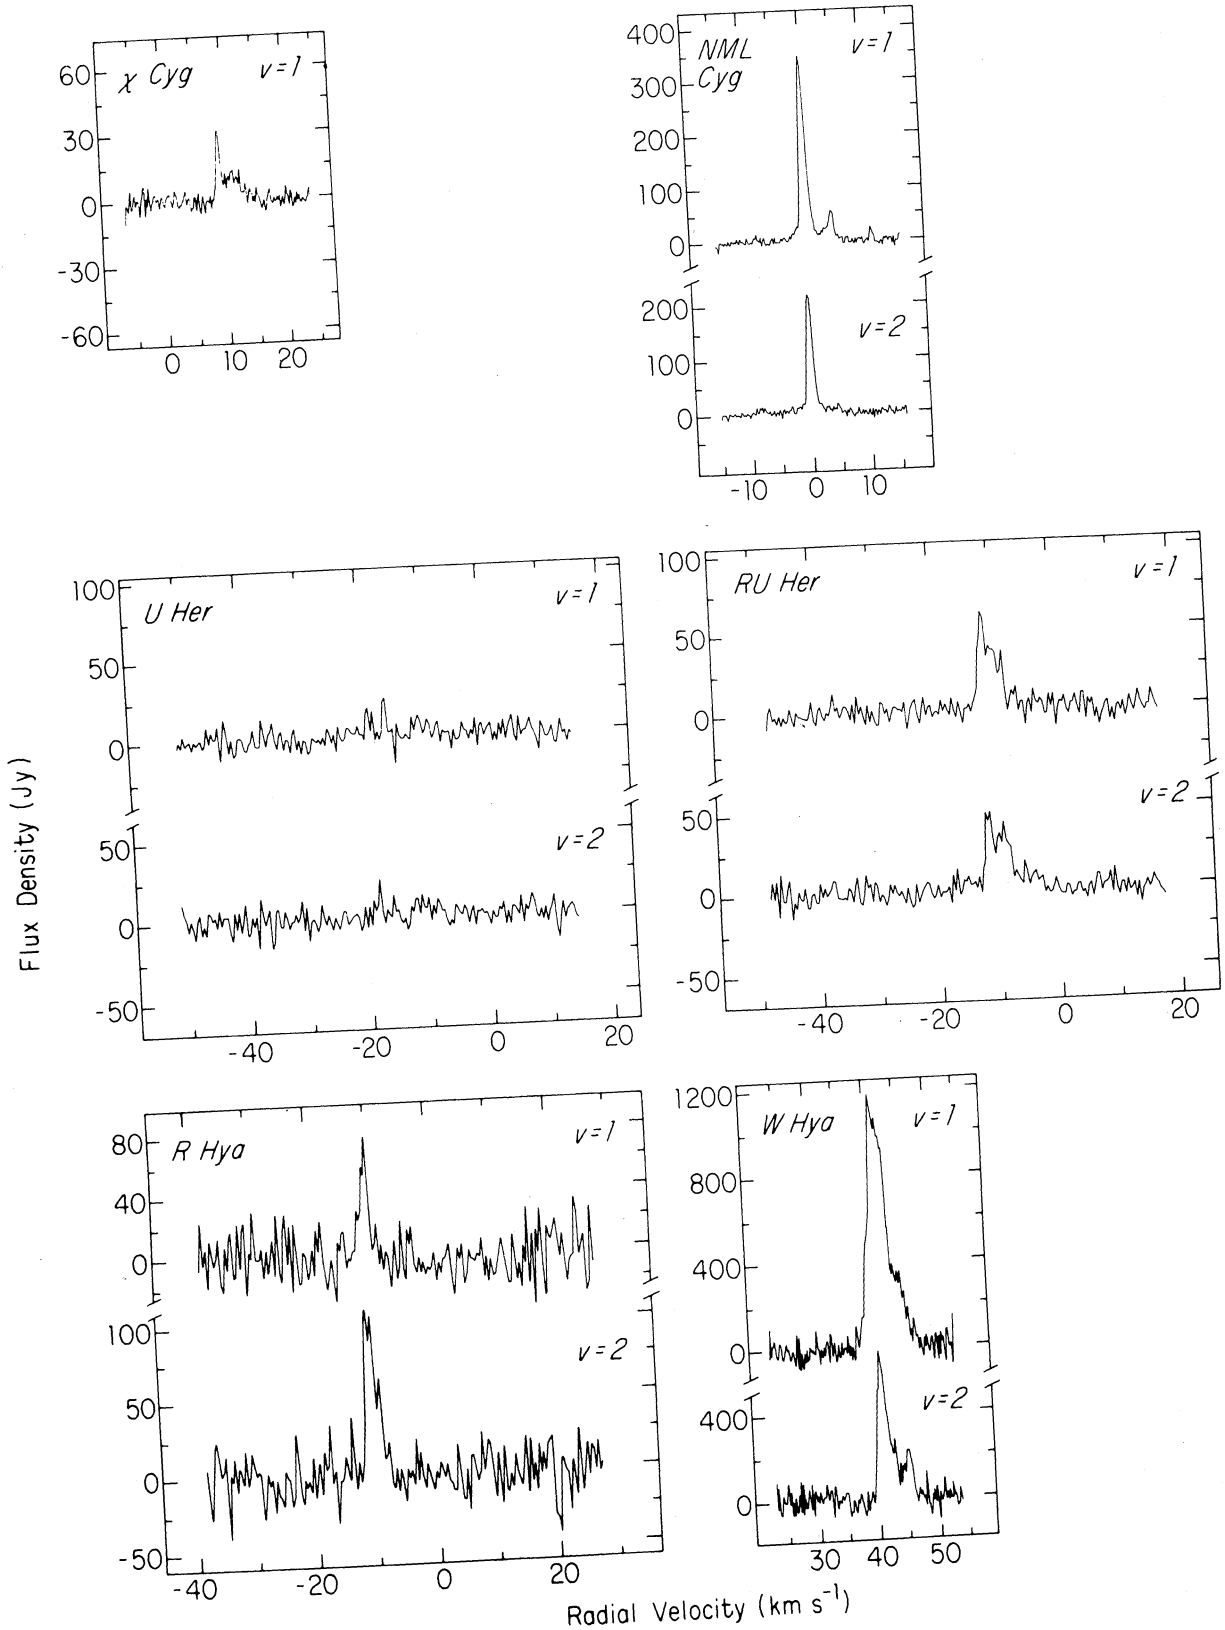 χ Cyg v=1
60
30
0
-30
-60
0 10 20
NML v=1
Cyg
400
300
200
100
0
v=2
200
100
0
-10 0 10
Flux Density (Jy)
U Her v=1
100
50
0
v=2
50
0
-50
-40 -20 0 20
RU Her v=1
100
50
0
v=2
50
0
-50
-40 -20 0 20
R Hya v=1
80
40
0
v=2
100
50
0
-50
-40 -20 0 20
W Hya v=1
1200
800
400
0
v=2
400
0
30 40 50
Radial Velocity (km s⁻¹)